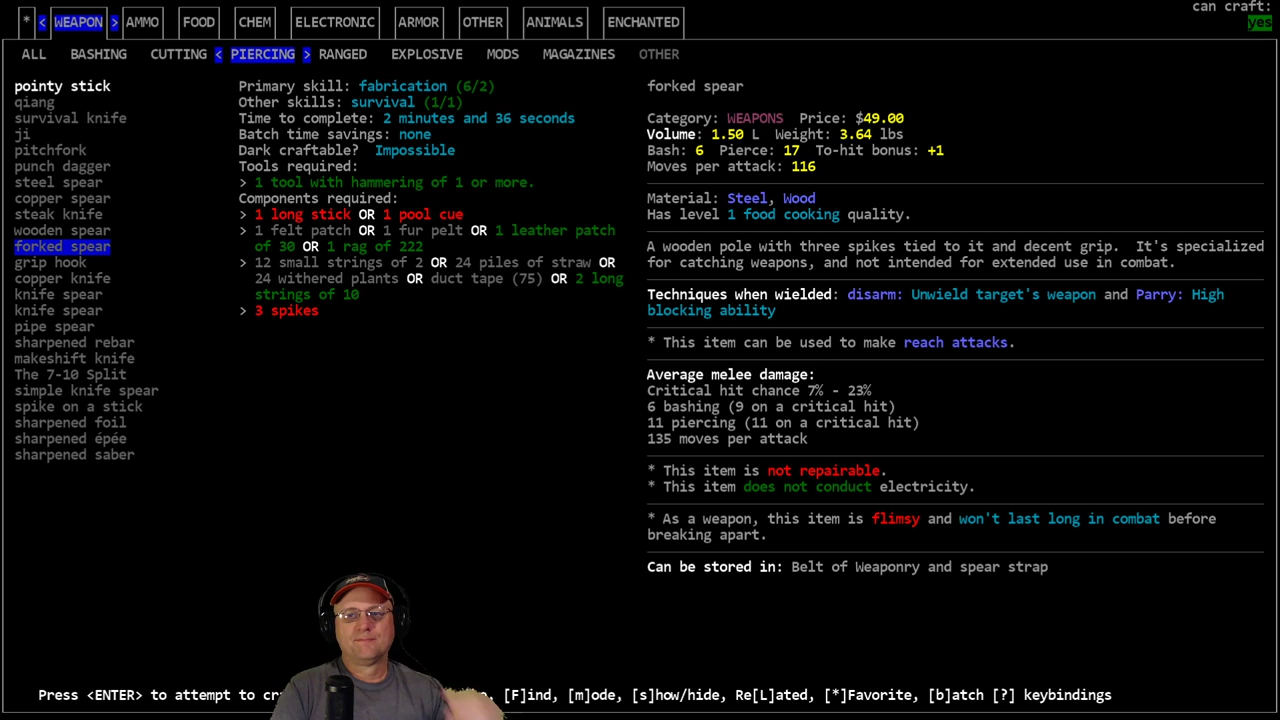 can craft:
* < WEAPON > AMMO FOOD CHEM ELECTRONIC ARMOR OTHER ANIMALS ENCHANTED yes
ALL BASHING CUTTING < PIERCING > RANGED EXPLOSIVE MODS MAGAZINES OTHER
pointy stick
qiang
survival knife
ji
pitchfork
punch dagger
steel spear
copper spear
steak knife
wooden spear
forked spear
grip hook
copper knife
knife spear
knife spear
pipe spear
sharpened rebar
makeshift knife
The 7-10 Split
simple knife spear
spike on a stick
sharpened foil
sharpened épée
sharpened saber
Primary skill: fabrication (6/2)
Other skills: survival (1/1)
Time to complete: 2 minutes and 36 seconds
Batch time savings: none
Dark craftable? Impossible
Tools required:
> 1 tool with hammering of 1 or more.
Components required:
> 1 long stick OR 1 pool cue
> 1 felt patch OR 1 fur pelt OR 1 leather patch
of 30 OR 1 rag of 222
> 12 small strings of 2 OR 24 piles of straw OR
24 withered plants OR duct tape (75) OR 2 long
strings of 10
> 3 spikes
forked spear
Category: WEAPONS Price: $49.00
Volume: 1.50 L Weight: 3.64 lbs
Bash: 6 Pierce: 17 To-hit bonus: +1
Moves per attack: 116
Material: Steel, Wood
Has level 1 food cooking quality.
A wooden pole with three spikes tied to it and decent grip. It's specialized
for catching weapons, and not intended for extended use in combat.
Techniques when wielded: disarm: Unwield target's weapon and Parry: High
blocking ability
* This item can be used to make reach attacks.
Average melee damage:
Critical hit chance 7% - 23%
6 bashing (9 on a critical hit)
11 piercing (11 on a critical hit)
135 moves per attack
* This item is not repairable.
* This item does not conduct electricity.
* As a weapon, this item is flimsy and won't last long in combat before
breaking apart.
Can be stored in: Belt of Weaponry and spear strap
Press <ENTER> to attempt to [F]ind, [m]ode, [s]how/hide, Re[L]ated, [*]Favorite, [b]atch [?] keybindings